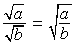 √a/√b = √(a/b)